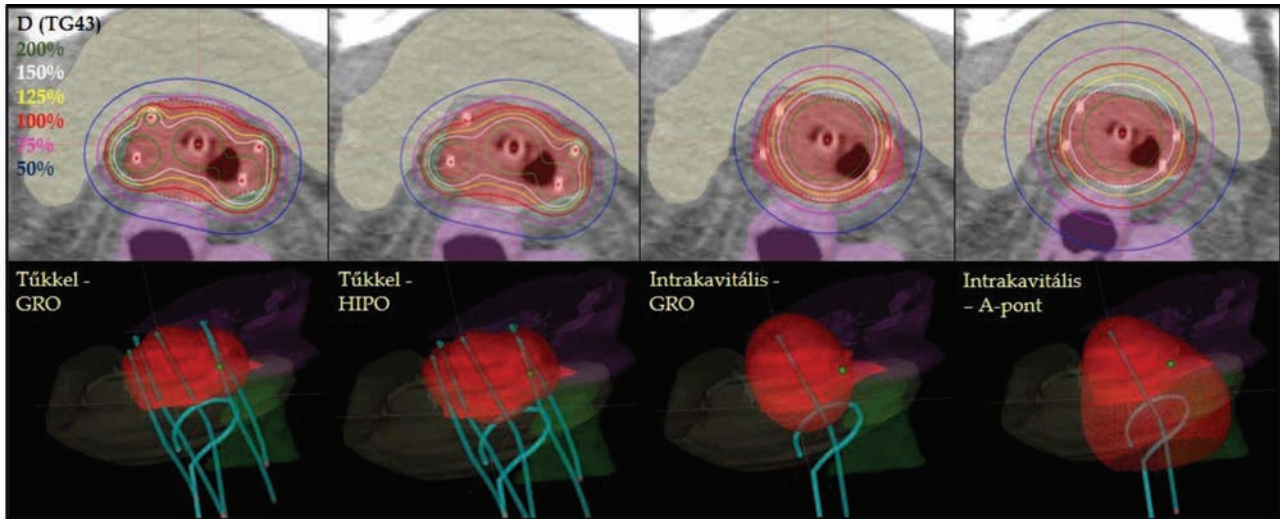 D (TG43)
200%
150%
125%
100%
75%
50%
Tűkkel -
GRO
Tűkkel -
HIPO
Intrakavitális -
GRO
Intrakavitális
– A-pont